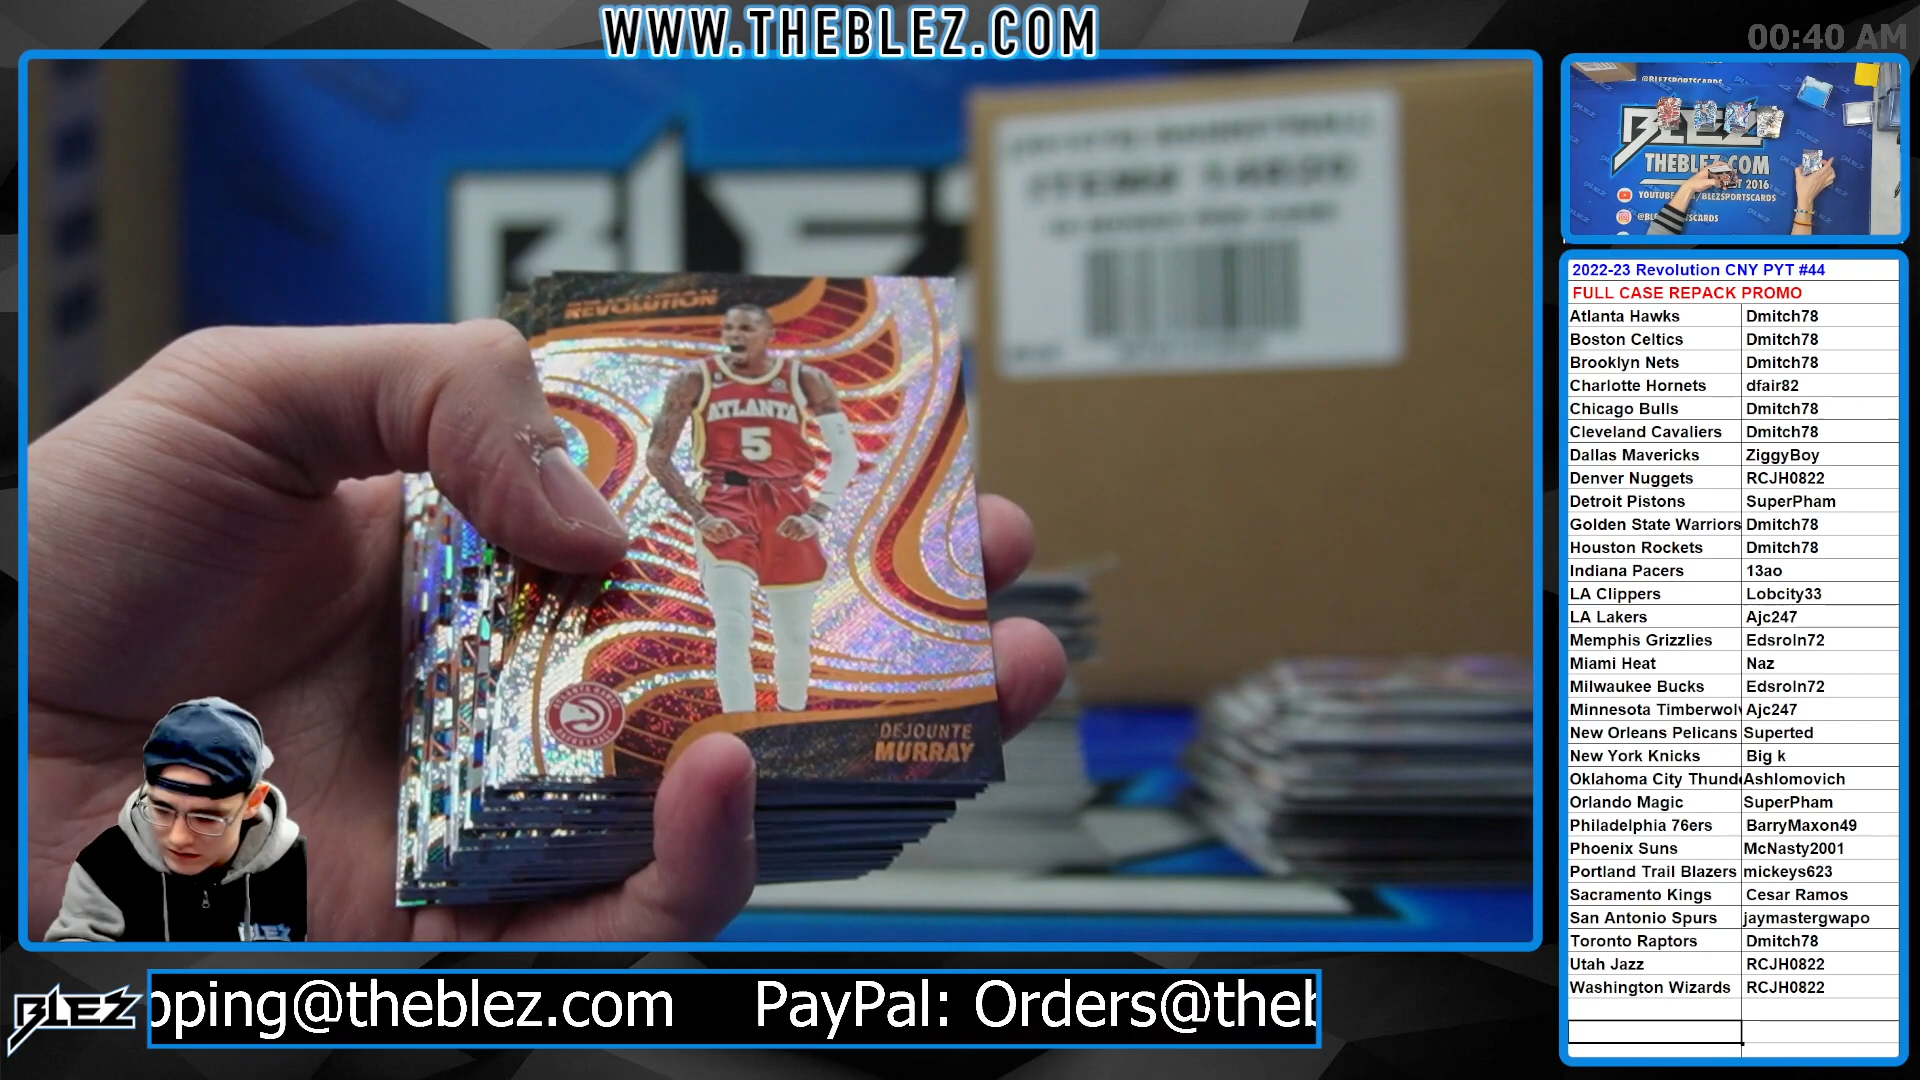 WWW.THEBLEZ.COM
00:40 AM
@BLEZSPORTSCARDS
BLEZ
THEBLEZ.COM
2016
REVOLUTION
ATLANTA
5
DEJOUNTE
MURRAY
2022-23 Revolution CNY PYT #44
FULL CASE REPACK PROMO
Atlanta Hawks Dmitch78
Boston Celtics Dmitch78
Brooklyn Nets Dmitch78
Charlotte Hornets dfair82
Chicago Bulls Dmitch78
Cleveland Cavaliers Dmitch78
Dallas Mavericks ZiggyBoy
Denver Nuggets RCJH0822
Detroit Pistons SuperPham
Golden State Warriors Dmitch78
Houston Rockets Dmitch78
Indiana Pacers 13ao
LA Clippers Lobcity33
LA Lakers Ajc247
Memphis Grizzlies Edsroln72
Miami Heat Naz
Milwaukee Bucks Edsroln72
Minnesota Timberwolv Ajc247
New Orleans Pelicans Superted
New York Knicks Big k
Oklahoma City Thunde Ashlomovich
Orlando Magic SuperPham
Philadelphia 76ers BarryMaxon49
Phoenix Suns McNasty2001
Portland Trail Blazers mickeys623
Sacramento Kings Cesar Ramos
San Antonio Spurs jaymastergwapo
Toronto Raptors Dmitch78
Utah Jazz RCJH0822
Washington Wizards RCJH0822
BLEZ
BLEZ
pping@theblez.com PayPal: Orders@theb